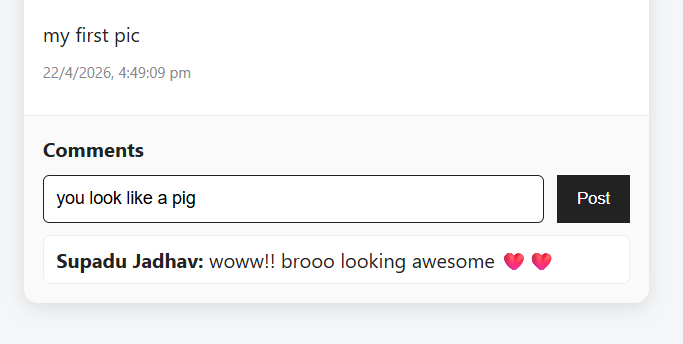 my first pic
22/4/2026, 4:49:09 pm
Comments
you look like a pig
Post
Supadu Jadhav: woww!! brooo looking awesome 💗 💗